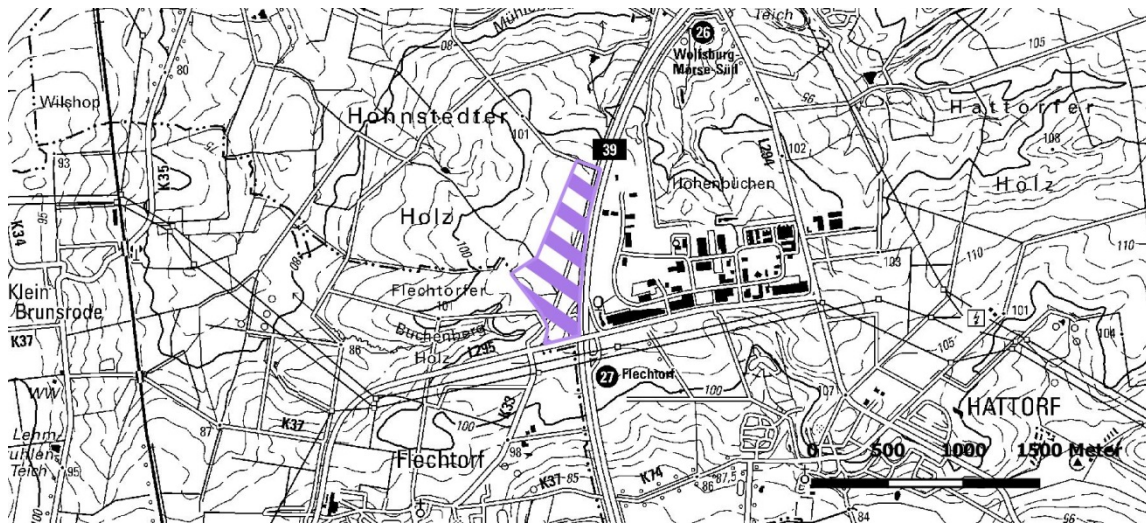 26
Wolfsburg-
Mörse-Süd
Teich
105
80
Wilshop
Hohnstedter
101
39
Hattorfer
108
L294
102
93
K35
Hohenbüchen
Holz
Holz
95
K34
100
110
110
103
Klein
Brunsrode
Flechtorfer
101
Buchenberg
Holz
L295
K37
86
101
104
105
27
Flechtorf
100
107
HATTORF
WW
K33
100
87
K37
98
Flechtorf
0 500 1000 1500 Meter
Teich
95
K31
85
K74
86
87,5
84